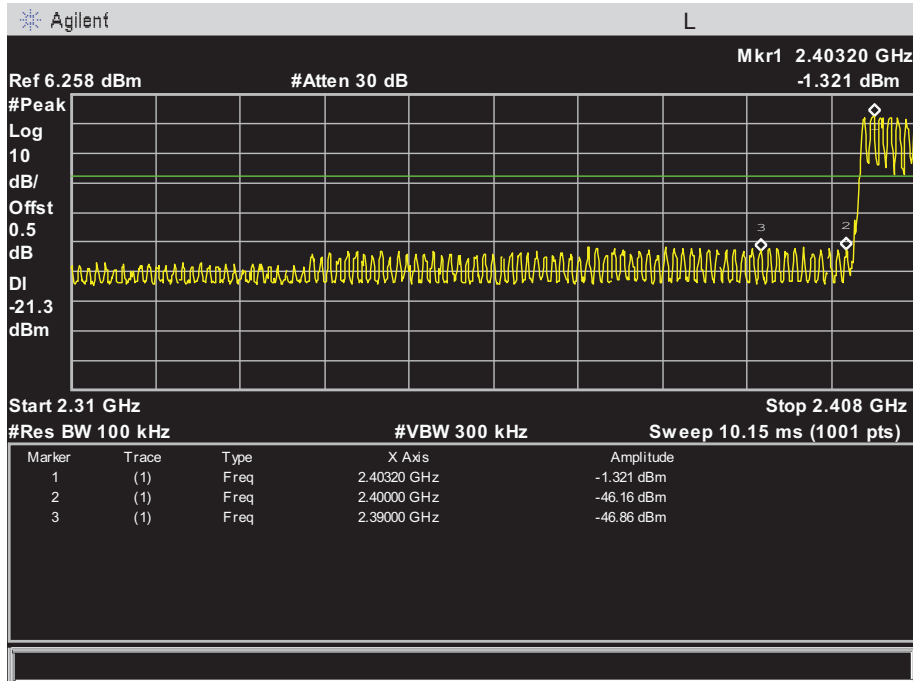 Agilent L
Mkr1 2.40320 GHz
Ref 6.258 dBm #Atten 30 dB -1.321 dBm
#Peak
Log
10
dB/
Offst
0.5
dB
DI
-21.3
dBm
3 2
Start 2.31 GHz Stop 2.408 GHz
#Res BW 100 kHz #VBW 300 kHz Sweep 10.15 ms (1001 pts)
Marker Trace Type X Axis Amplitude
1 (1) Freq 2.40320 GHz -1.321 dBm
2 (1) Freq 2.40000 GHz -46.16 dBm
3 (1) Freq 2.39000 GHz -46.86 dBm